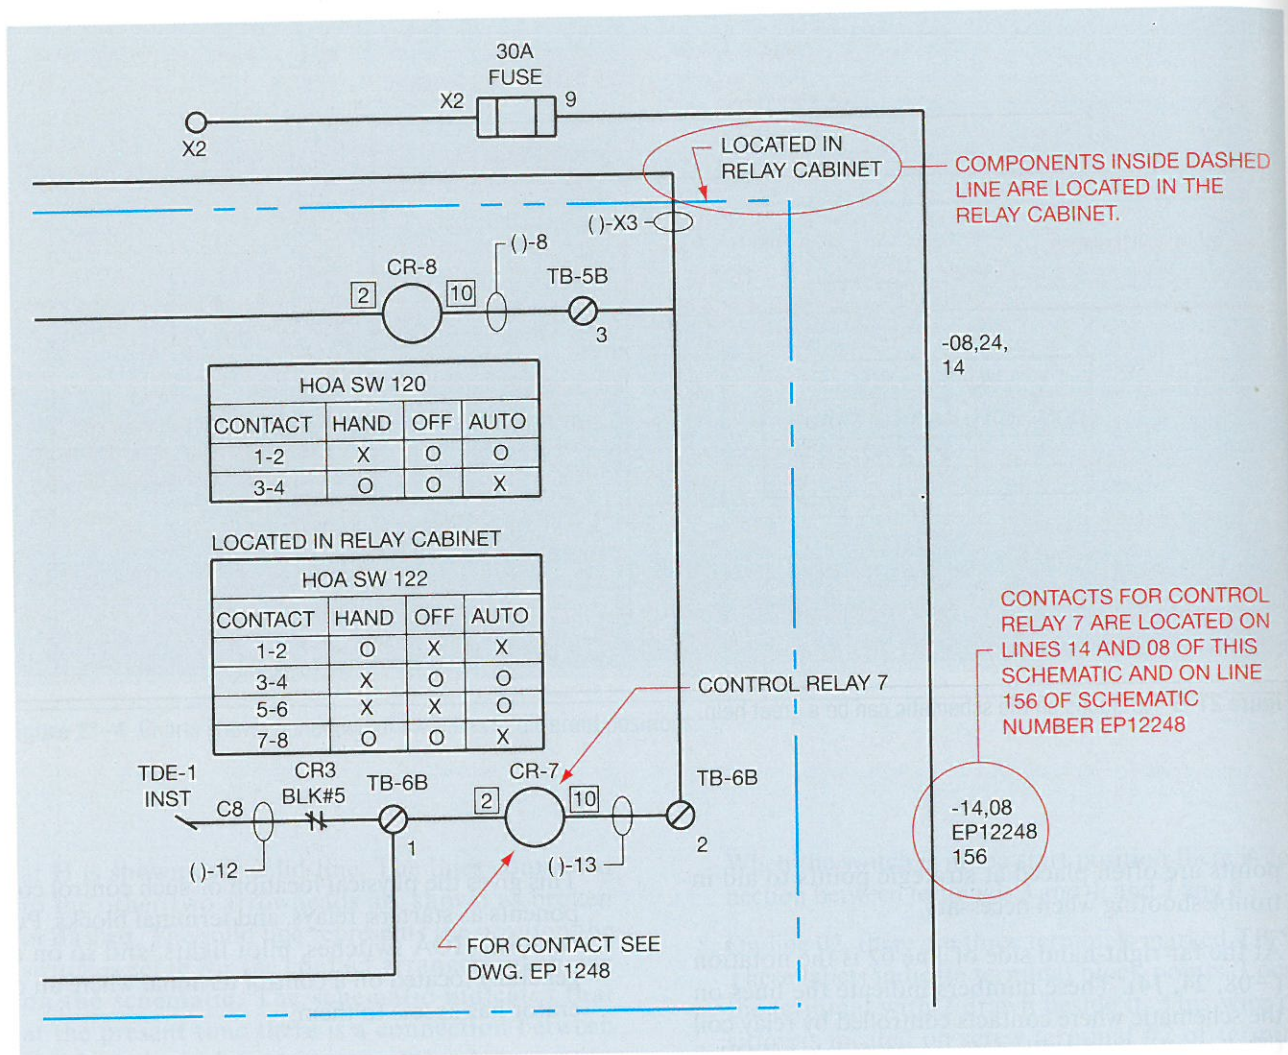 30A
FUSE
X2
9
X2
LOCATED IN
RELAY CABINET
COMPONENTS INSIDE DASHED
LINE ARE LOCATED IN THE
RELAY CABINET.
( )-X3
( )-8
CR-8
2
10
TB-5B
3
-08,24,
14
HOA SW 120
CONTACT HAND OFF AUTO
1-2 X O O
3-4 O O X
LOCATED IN RELAY CABINET
HOA SW 122
CONTACT HAND OFF AUTO
1-2 O X X
3-4 X O O
5-6 X X O
7-8 O O X
CONTACTS FOR CONTROL
RELAY 7 ARE LOCATED ON
LINES 14 AND 08 OF THIS
SCHEMATIC AND ON LINE
156 OF SCHEMATIC
NUMBER EP12248
CONTROL RELAY 7
TDE-1
INST
C8
CR3
BLK#5
TB-6B
1
CR-7
2
10
TB-6B
2
( )-12
( )-13
-14,08
EP12248
156
FOR CONTACT SEE
DWG. EP 1248